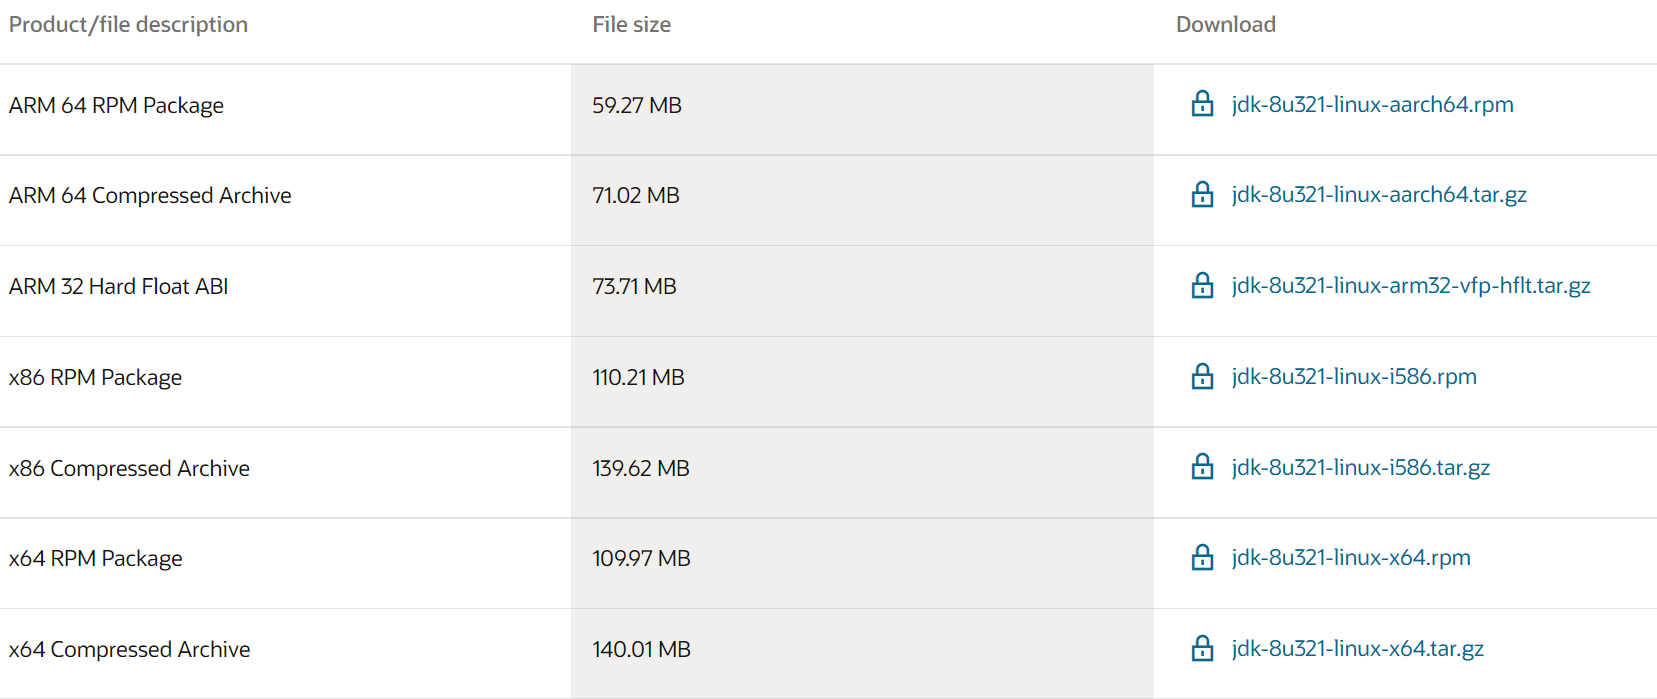 Product/file description File size Download
ARM 64 RPM Package 59.27 MB jdk-8u321-linux-aarch64.rpm
ARM 64 Compressed Archive 71.02 MB jdk-8u321-linux-aarch64.tar.gz
ARM 32 Hard Float ABI 73.71 MB jdk-8u321-linux-arm32-vfp-hflt.tar.gz
x86 RPM Package 110.21 MB jdk-8u321-linux-i586.rpm
x86 Compressed Archive 139.62 MB jdk-8u321-linux-i586.tar.gz
x64 RPM Package 109.97 MB jdk-8u321-linux-x64.rpm
x64 Compressed Archive 140.01 MB jdk-8u321-linux-x64.tar.gz